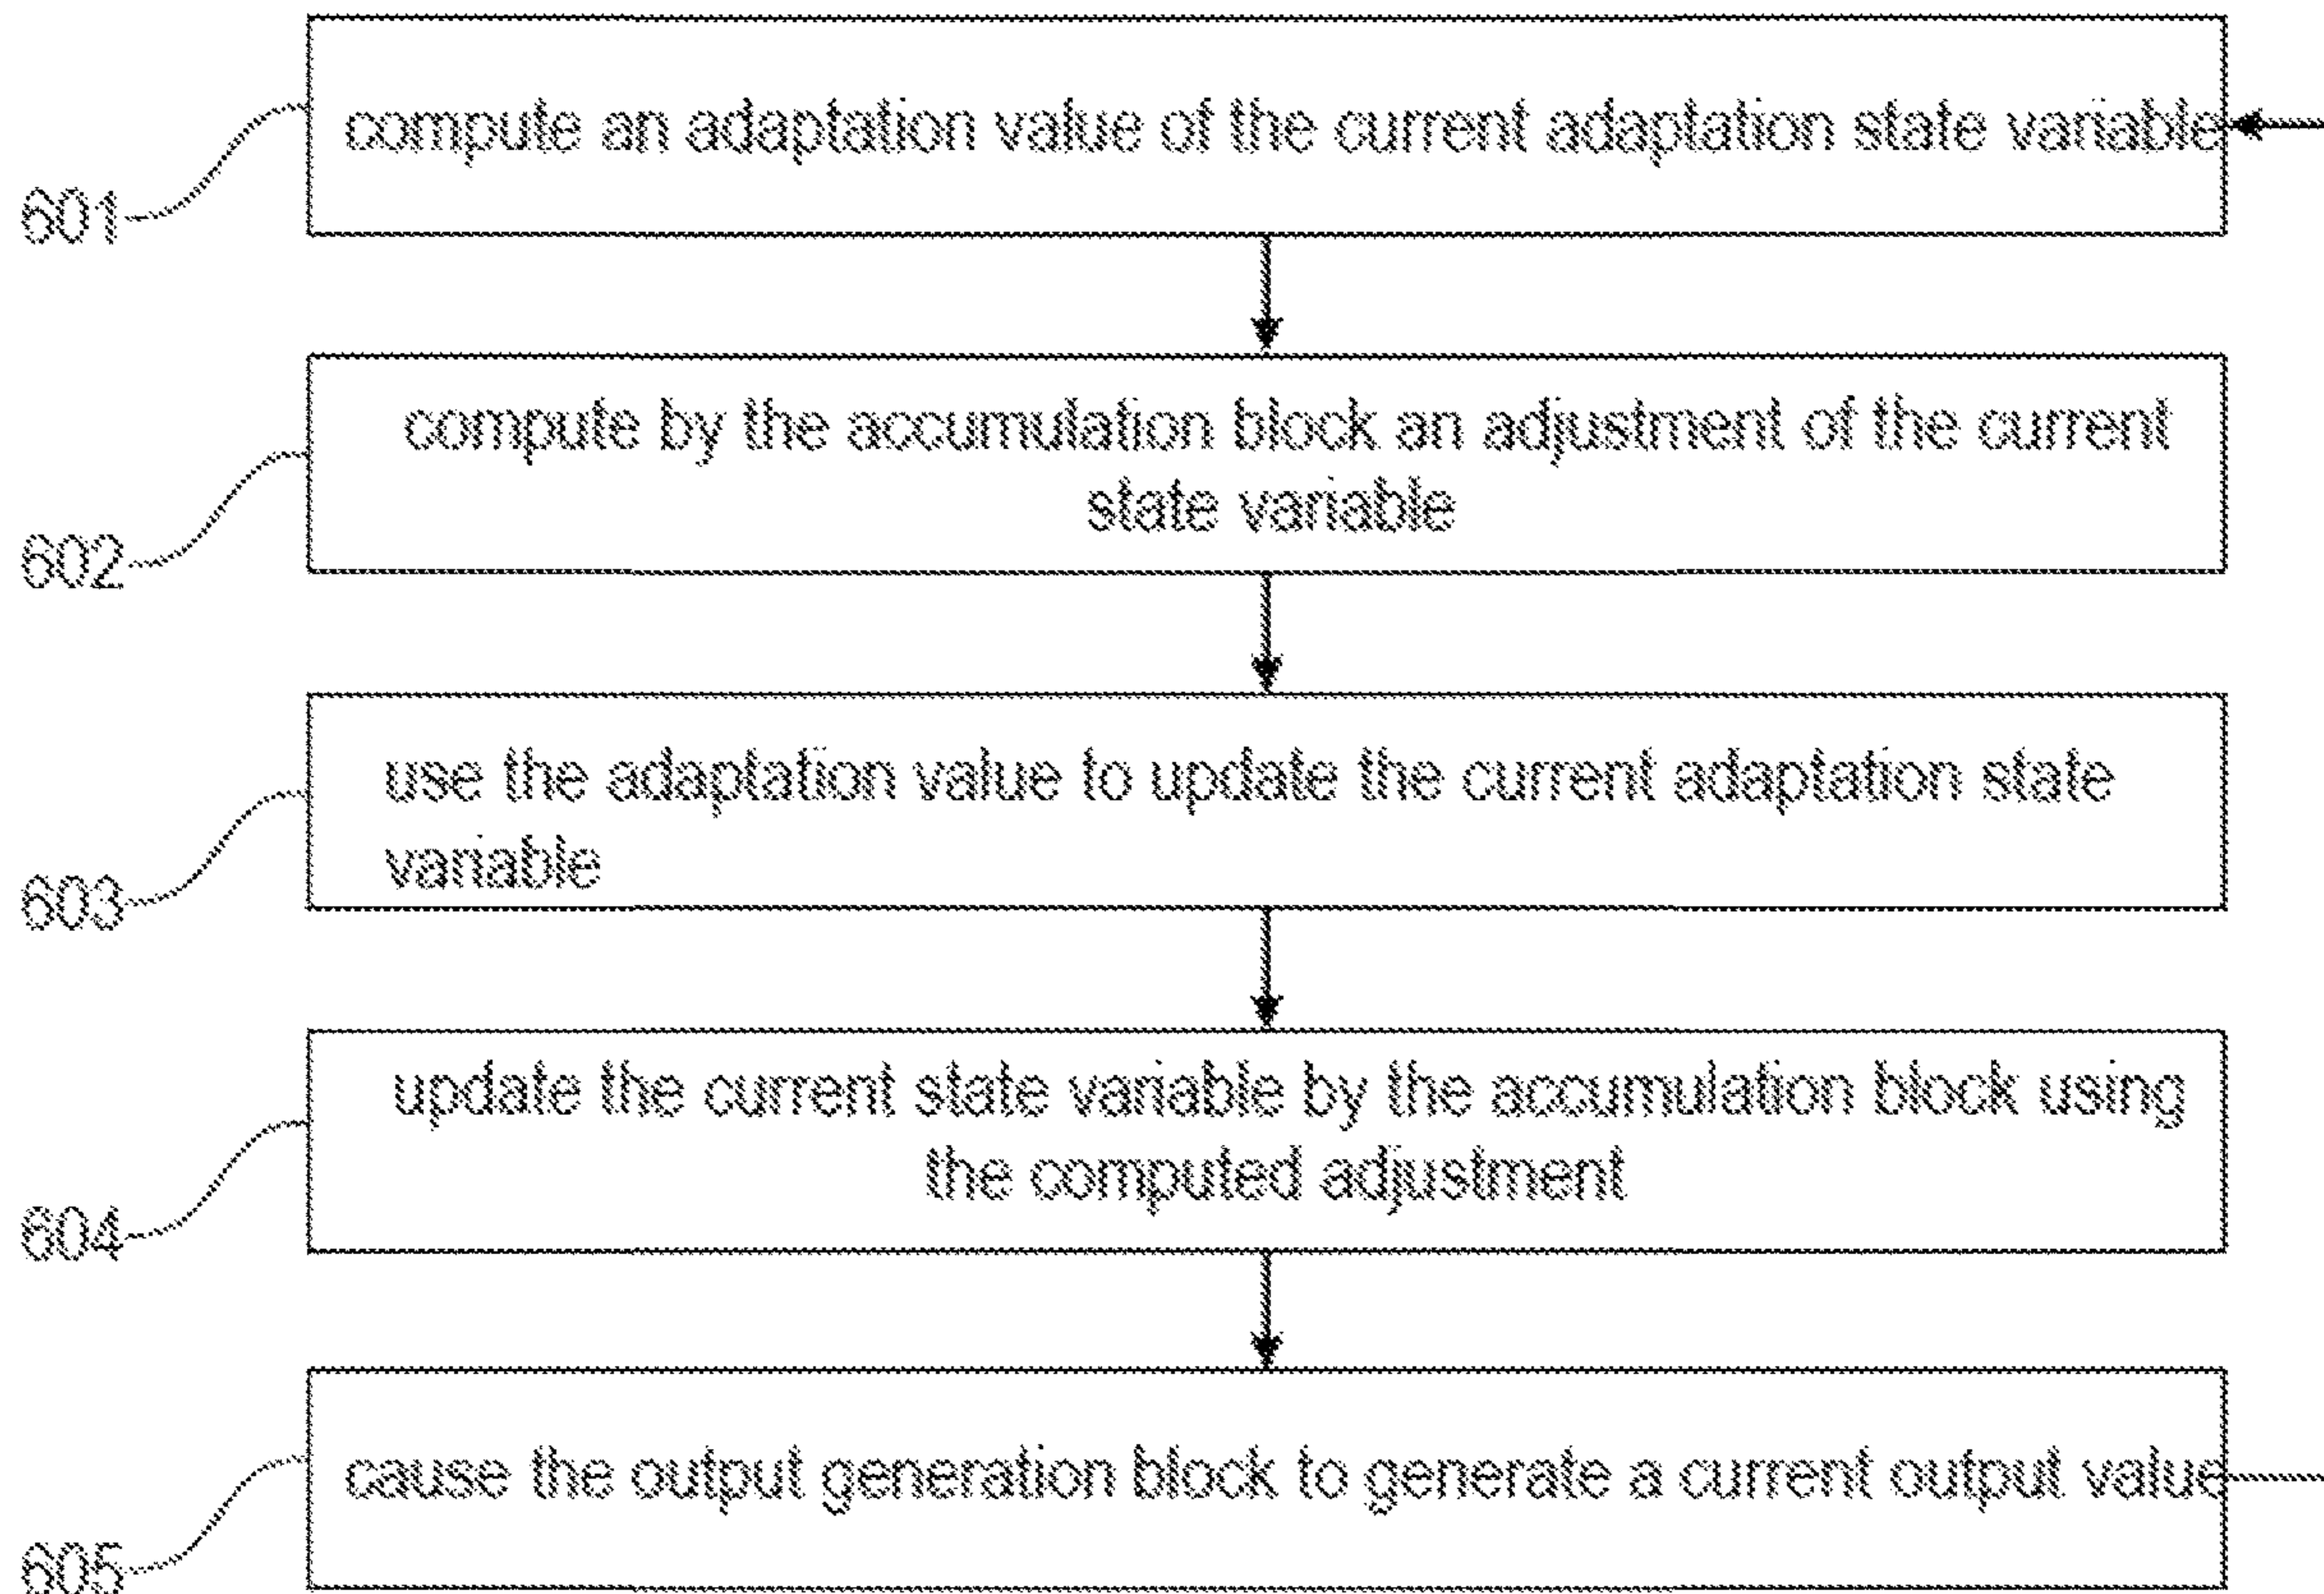 compute an adaptation value of the current adaptation state variable
601
compute by the accumulation block an adjustment of the current
state variable
602
use the adaptation value to update the current adaptation state
variable
603
update the current state variable by the accumulation block using
the computed adjustment
604
cause the output generation block to generate a current output value
605